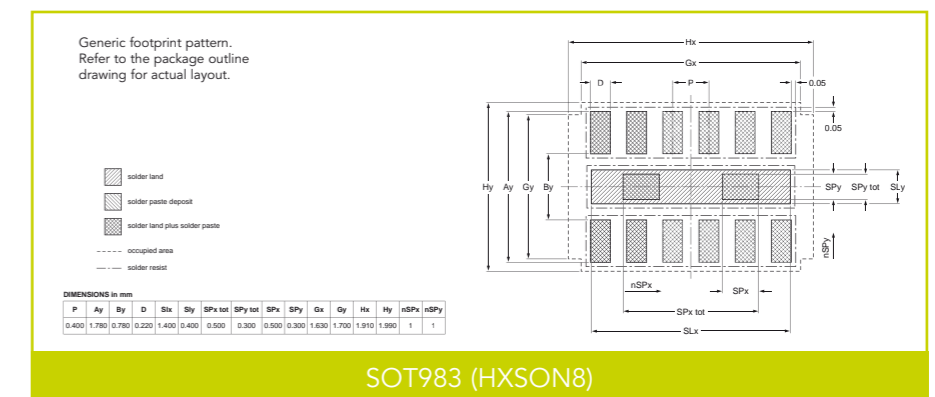 Generic footprint pattern.
Refer to the package outline
drawing for actual layout.
Hx
Gx
D
P
0.05
0.05
Hy Ay Gy By
SPy SPy tot SLy
nSPy
nSPx
SPx
SPx tot
SLx
solder land
solder paste deposit
solder land plus solder paste
occupied area
solder resist
DIMENSIONS in mm
P Ay By D Slx Sly SPx tot SPy tot SPx SPy Gx Gy Hx Hy nSPx nSPy
0.400 1.780 0.780 0.220 1.400 0.400 0.500 0.300 0.500 0.300 1.630 1.700 1.910 1.990 1 1
SOT983 (HXSON8)